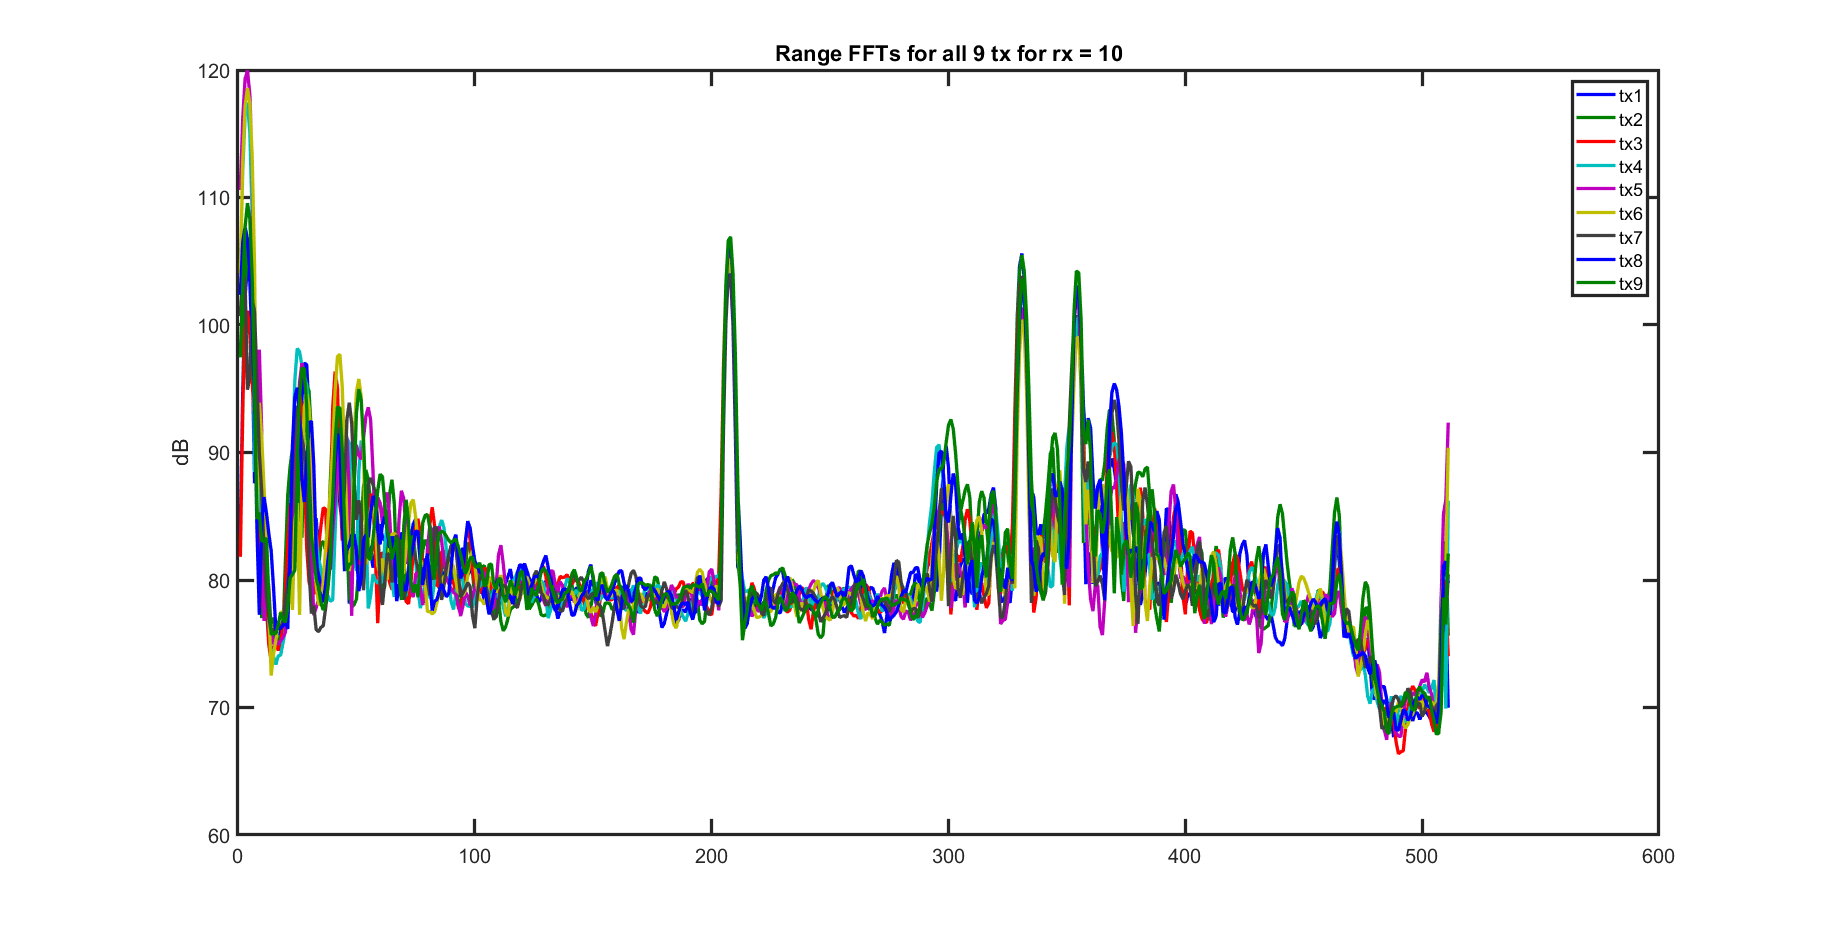 Range FFTs for all 9 tx for rx = 10
120
110
100
90
80
70
60
dB
0 100 200 300 400 500 600
tx1
tx2
tx3
tx4
tx5
tx6
tx7
tx8
tx9